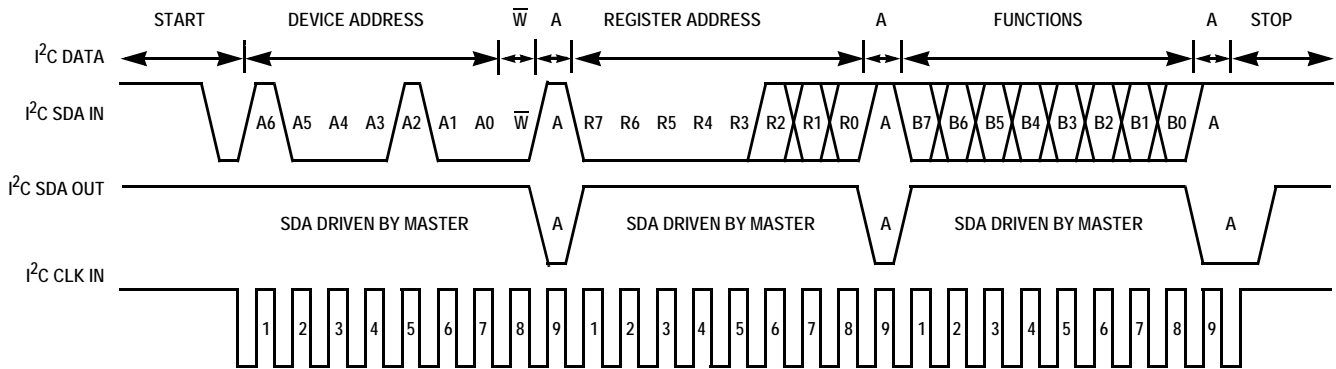 START DEVICE ADDRESS W̅ A REGISTER ADDRESS A FUNCTIONS A STOP
I²C DATA
I²C SDA IN A6 A5 A4 A3 A2 A1 A0 W̅ A R7 R6 R5 R4 R3 R2 R1 R0 A B7 B6 B5 B4 B3 B2 B1 B0 A
I²C SDA OUT
SDA DRIVEN BY MASTER A SDA DRIVEN BY MASTER A SDA DRIVEN BY MASTER A
I²C CLK IN
1 2 3 4 5 6 7 8 9 1 2 3 4 5 6 7 8 9 1 2 3 4 5 6 7 8 9